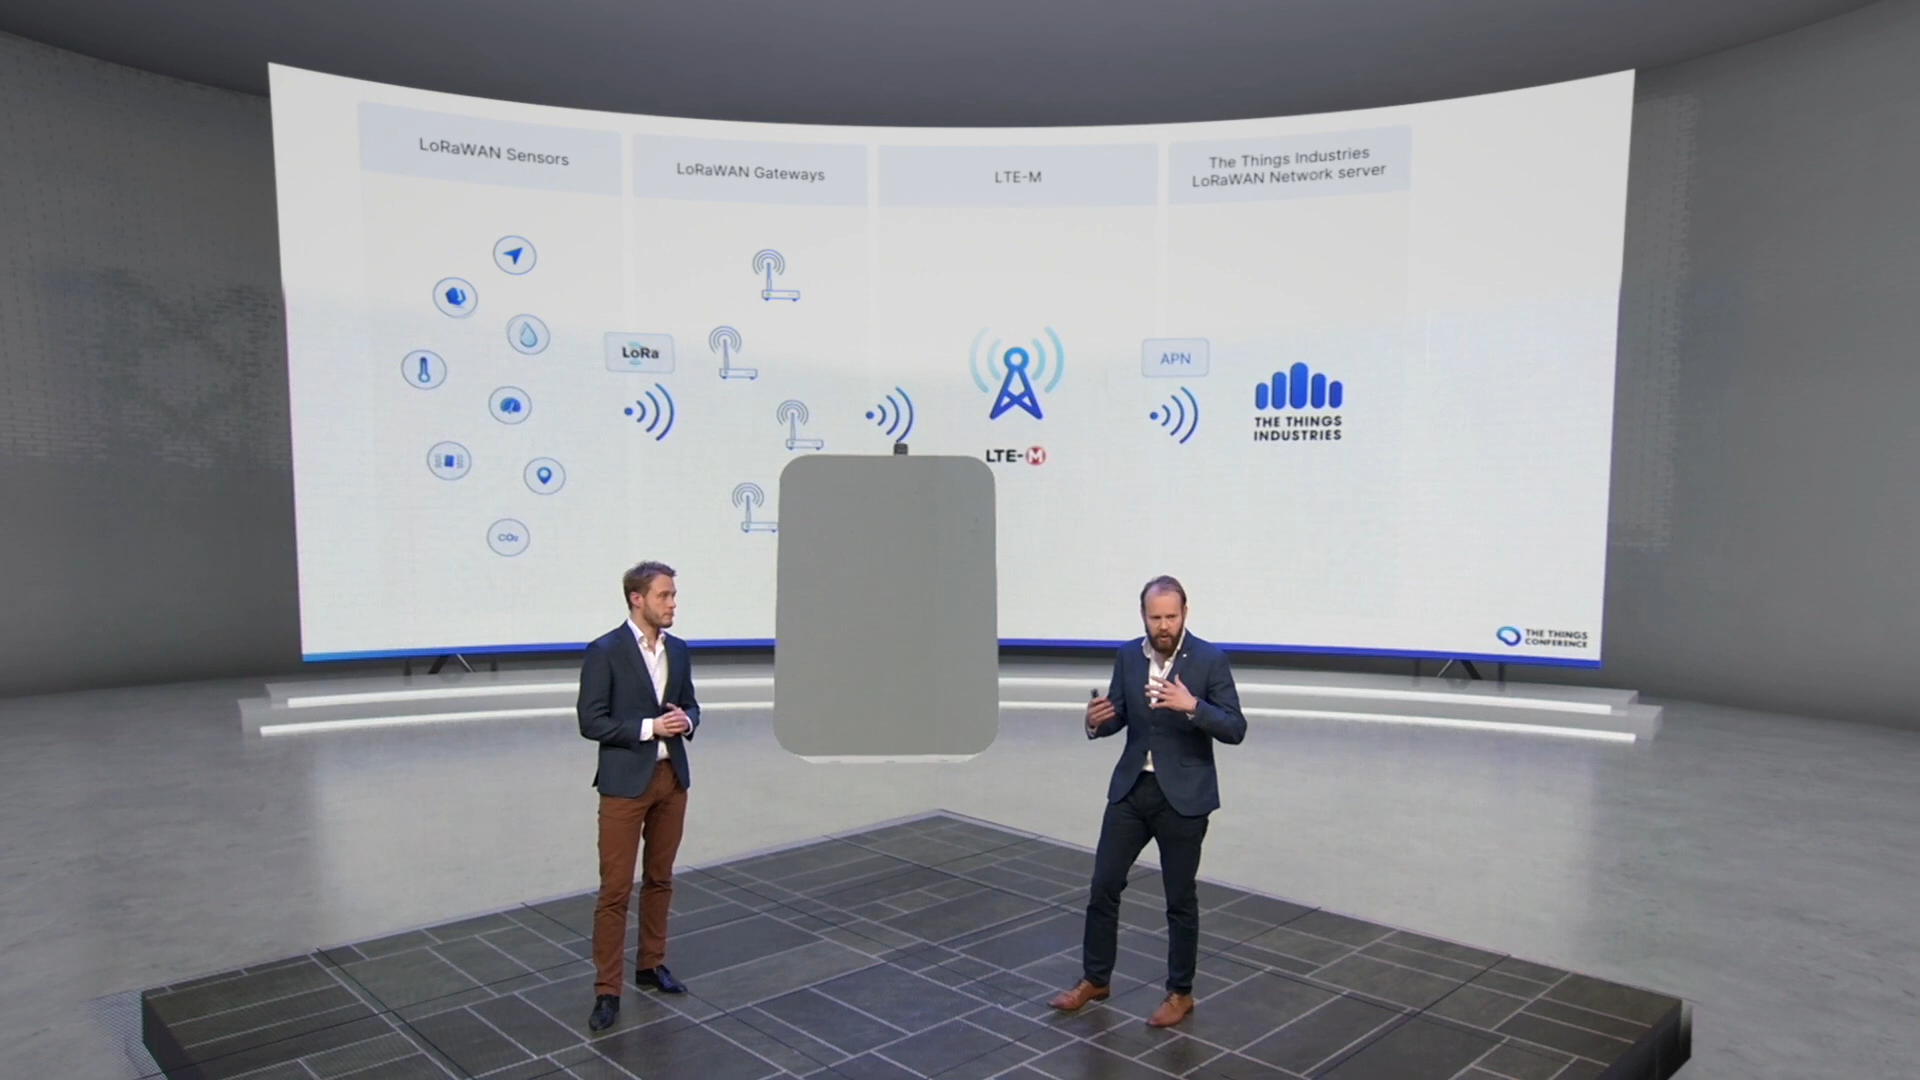 LoRaWAN Sensors
LoRaWAN Gateways
LTE-M
The Things Industries
LoRaWAN Network server
LoRa
APN
THE THINGS
INDUSTRIES
LTE-M
CO₂
THE THINGS
CONFERENCE